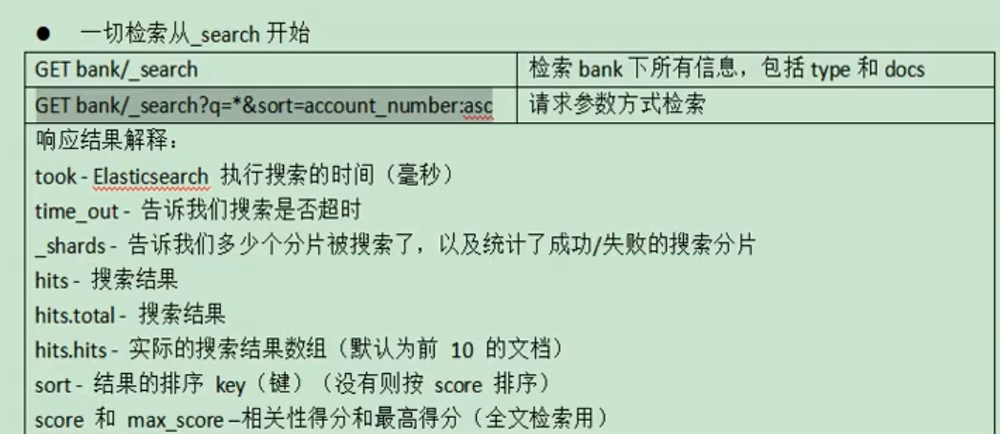 ● 一切检索从_search 开始
GET bank/_search 检索 bank 下所有信息，包括 type 和 docs
GET bank/_search?q=*&sort=account_number:asc 请求参数方式检索
响应结果解释：
took - Elasticsearch 执行搜索的时间（毫秒）
time_out - 告诉我们搜索是否超时
_shards - 告诉我们多少个分片被搜索了，以及统计了成功/失败的搜索分片
hits - 搜索结果
hits.total - 搜索结果
hits.hits - 实际的搜索结果数组（默认为前 10 的文档）
sort - 结果的排序 key（键）（没有则按 score 排序）
score 和 max_score –相关性得分和最高得分（全文检索用）